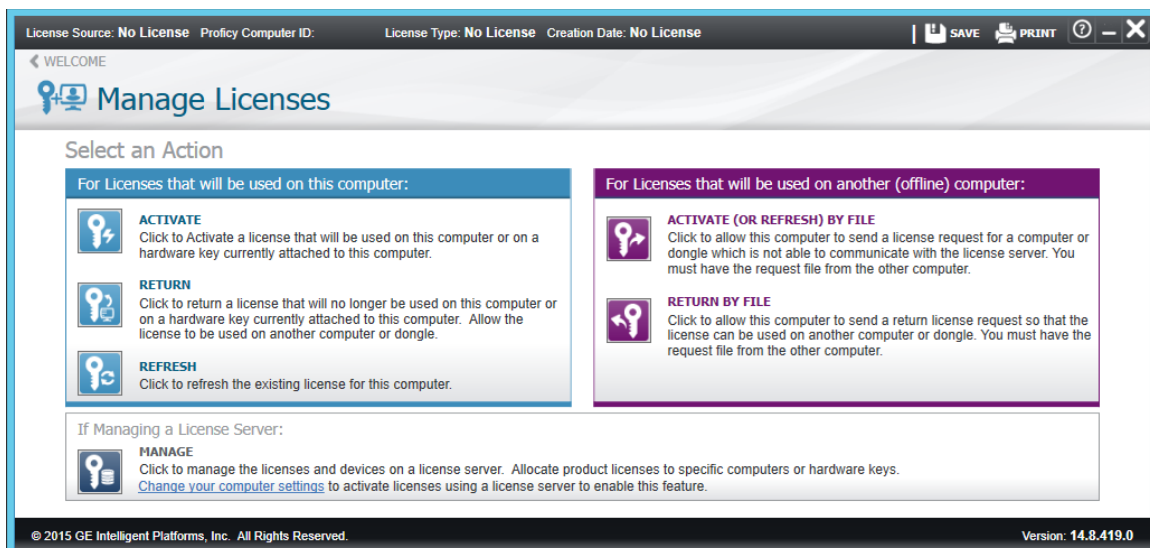 License Source: No License Proficy Computer ID: License Type: No License Creation Date: No License SAVE PRINT
WELCOME
Manage Licenses
Select an Action
For Licenses that will be used on this computer:
ACTIVATE
Click to Activate a license that will be used on this computer or on a
hardware key currently attached to this computer.
RETURN
Click to return a license that will no longer be used on this computer or
on a hardware key currently attached to this computer. Allow the
license to be used on another computer or dongle.
REFRESH
Click to refresh the existing license for this computer.
For Licenses that will be used on another (offline) computer:
ACTIVATE (OR REFRESH) BY FILE
Click to allow this computer to send a license request for a computer or
dongle which is not able to communicate with the license server. You
must have the request file from the other computer.
RETURN BY FILE
Click to allow this computer to send a return license request so that the
license can be used on another computer or dongle. You must have the
request file from the other computer.
If Managing a License Server:
MANAGE
Click to manage the licenses and devices on a license server. Allocate product licenses to specific computers or hardware keys.
Change your computer settings to activate licenses using a license server to enable this feature.
© 2015 GE Intelligent Platforms, Inc. All Rights Reserved. Version: 14.8.419.0